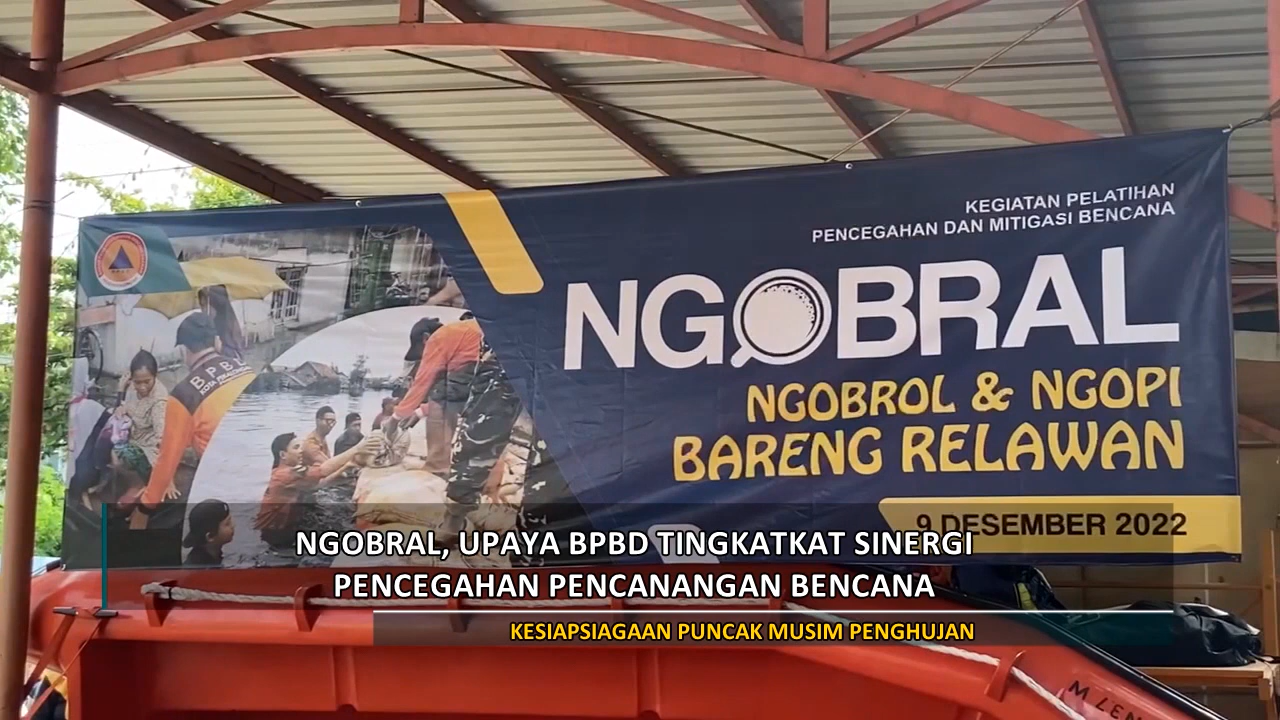 KEGIATAN PELATIHAN
PENCEGAHAN DAN MITIGASI BENCANA
NGOBRAL
NGOBROL & NGOPI
BARENG RELAWAN
9 DESEMBER 2022
BPBD
NGOBRAL, UPAYA BPBD TINGKATKAT SINERGI
PENCEGAHAN PENCANANGAN BENCANA
KESIAPSIAGAAN PUNCAK MUSIM PENGHUJAN